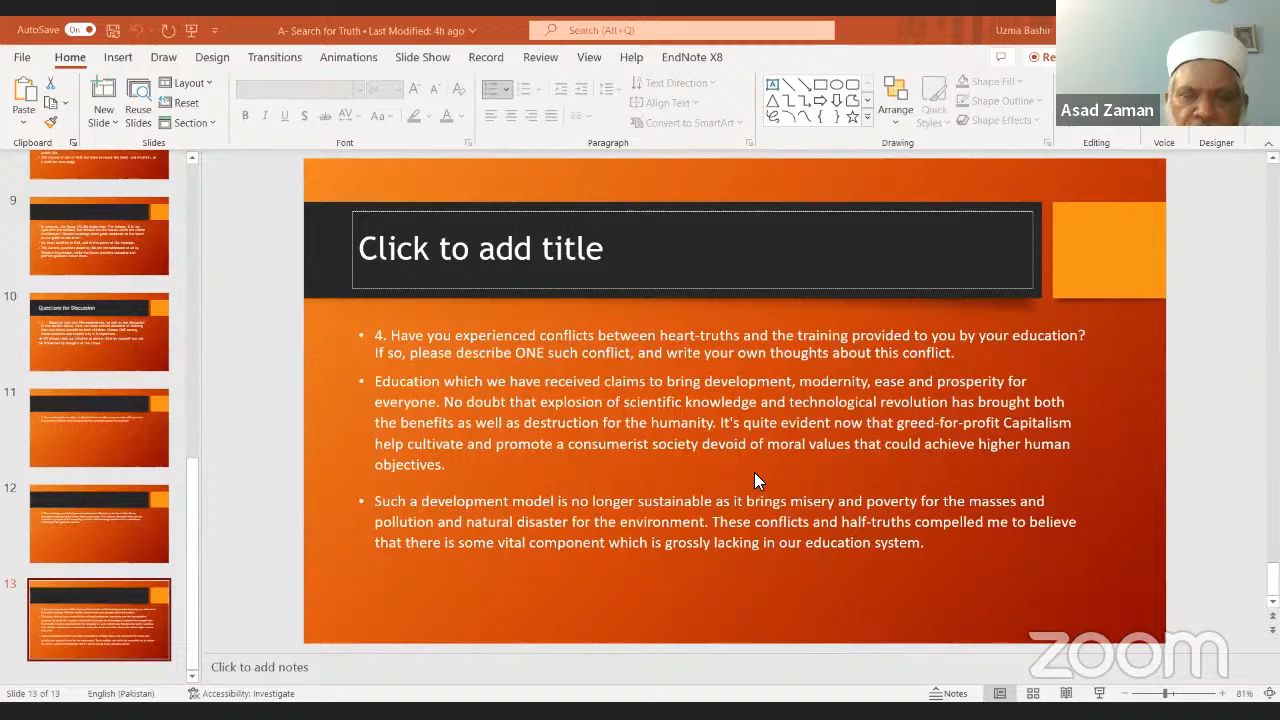 AutoSave On A- Search for Truth • Last Modified: 4h ago Search (Alt+Q) Uzma Bashir
File Home Insert Draw Design Transitions Animations Slide Show Record Review View Help EndNote X8 Re
Paste New Slide Reuse Slides Layout Reset Section Text Direction Align Text Convert to SmartArt Arrange Quick Styles Shape Fill Shape Outline Shape Effects Asad Zaman
Clipboard Slides Font Paragraph Editing Voice Designer
9
10
Questions for Discussion
11
12
13
Click to add title
• 4. Have you experienced conflicts between heart-truths and the training provided to you by your education?
If so, please describe ONE such conflict, and write your own thoughts about this conflict.
• Education which we have received claims to bring development, modernity, ease and prosperity for
everyone. No doubt that explosion of scientific knowledge and technological revolution has brought both
the benefits as well as destruction for the humanity. It's quite evident now that greed-for-profit Capitalism
help cultivate and promote a consumerist society devoid of moral values that could achieve higher human
objectives.
• Such a development model is no longer sustainable as it brings misery and poverty for the masses and
pollution and natural disaster for the environment. These conflicts and half-truths compelled me to believe
that there is some vital component which is grossly lacking in our education system.
zoom
Click to add notes
Slide 13 of 13 English (Pakistan) Accessibility: Investigate Notes 81%